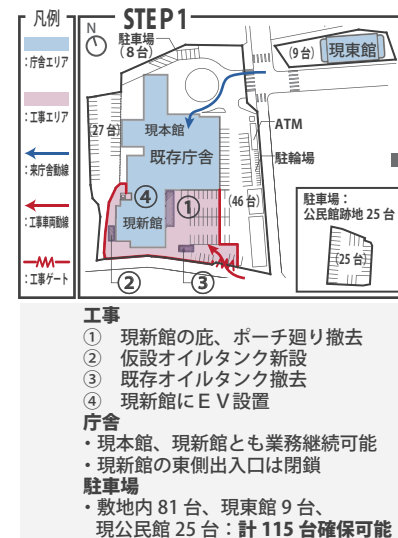 凡例
：庁舎エリア
：工事エリア
：来庁舎動線
：工事車両動線
：工事ゲート
STEP1
N
駐車場
（8 台）
（9 台）
現東館
（27 台）
現本館
既存庁舎
ATM
駐輪場
④
①
（46 台）
現新館
②
③
駐車場：
公民館跡地 25 台
（25 台）
工事
① 現新館の庇、ポーチ廻り撤去
② 仮設オイルタンク新設
③ 既存オイルタンク撤去
④ 現新館にＥＶ設置
庁舎
・現本館、現新館とも業務継続可能
・現新館の東側出入口は閉鎖
駐車場
・敷地内 81 台、現東館 9 台、
現公民館 25 台：計 115 台確保可能